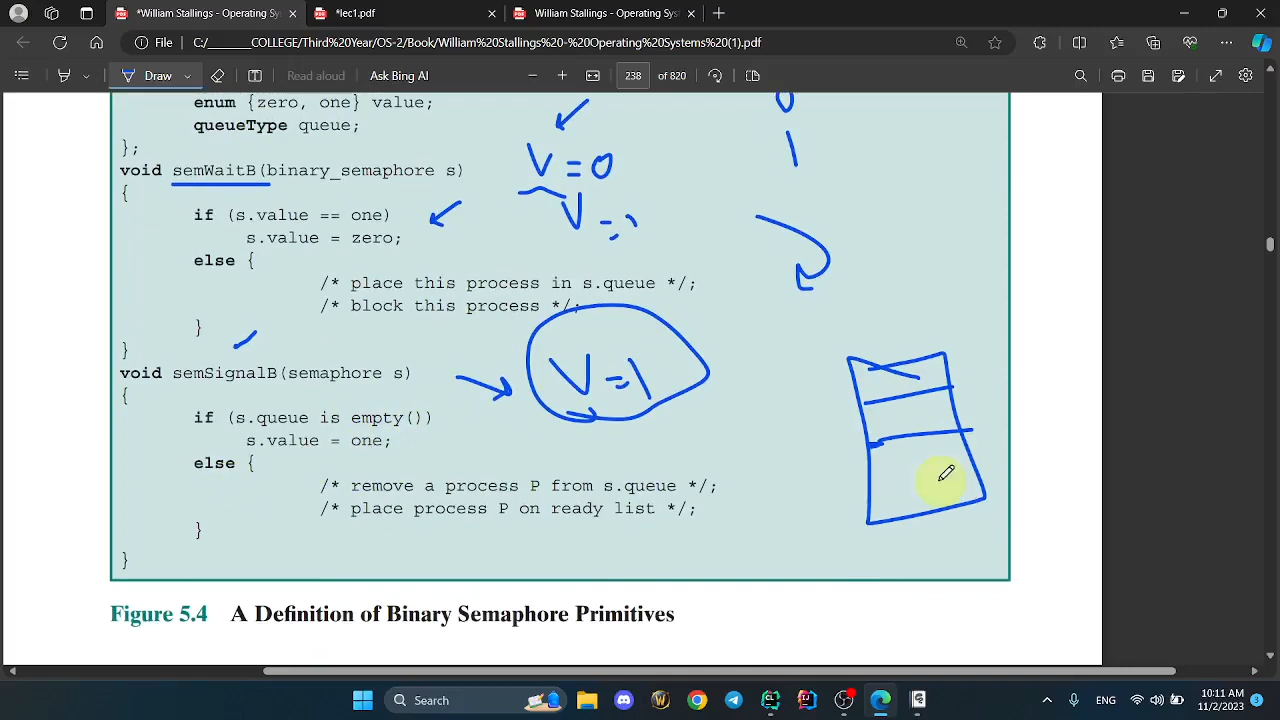 *William Stallings - Operating Sy:
*lec1.pdf
William Stallings - Operating Sys
File
C:/______COLLEGE/Third%20Year/OS-2/Book/William%20Stallings%20-%20Operating%20Systems%20(1).pdf
Draw
Read aloud
Ask Bing AI
238 of 820
enum {zero, one} value;
queueType queue;
};
void semWaitB(binary_semaphore s)
{
if (s.value == one)
s.value = zero;
else {
/* place this process in s.queue */;
/* block this process */;
}
}
void semSignalB(semaphore s)
{
if (s.queue is empty())
s.value = one;
else {
/* remove a process P from s.queue */;
/* place process P on ready list */;
}
}
0
1
V = 0
V = 1
Figure 5.4 A Definition of Binary Semaphore Primitives
Search
ENG
10:11 AM
11/2/2023
3